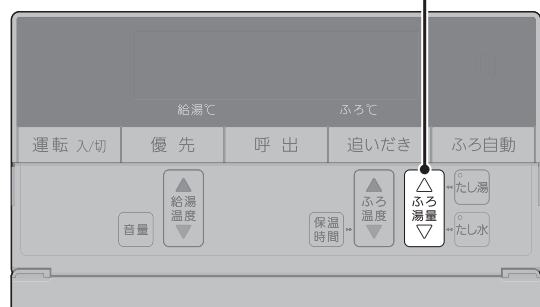 給湯℃ ふろ℃
運転 入/切 優先 呼出 追いだき ふろ自動
給湯
温度
音量
ふろ
温度
保温
時間
ふろ
湯量
たし湯
たし水